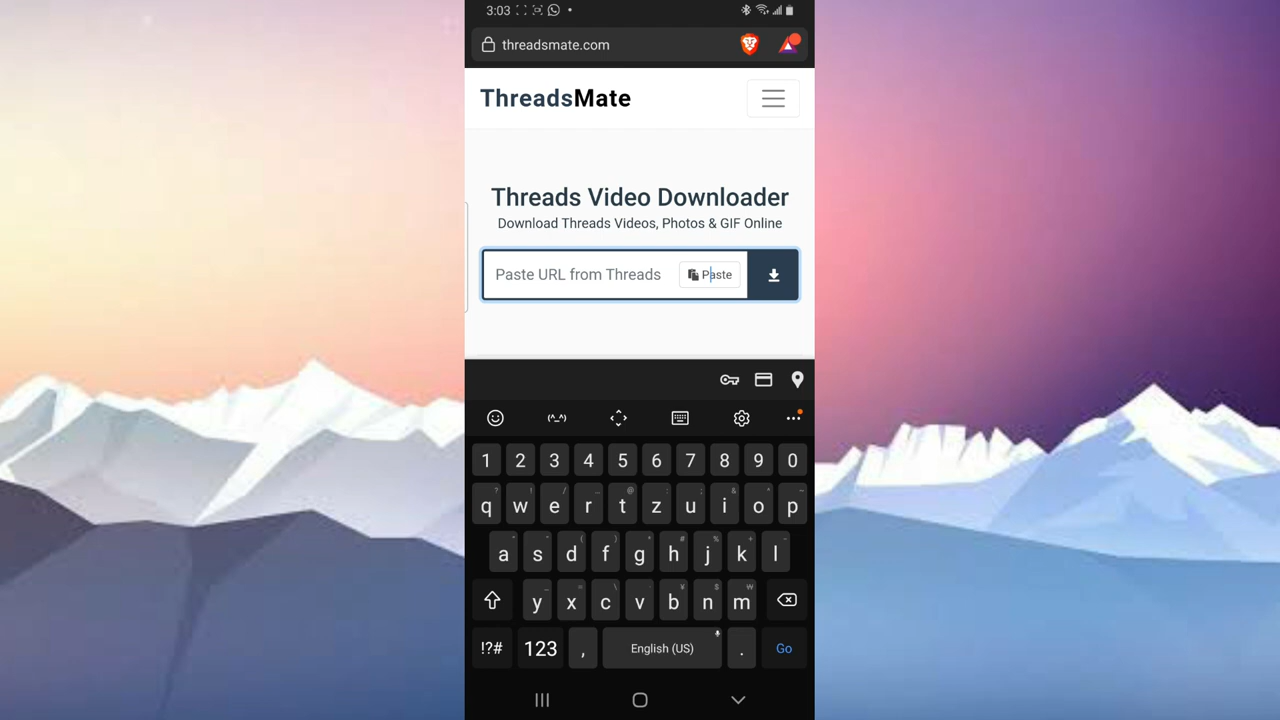 3:03
threadsmate.com
ThreadsMate
Threads Video Downloader
Download Threads Videos, Photos & GIF Online
Paste URL from Threads Paste
(^_^)
1 2 3 4 5 6 7 8 9 0
q w e r t z u i o p
a s d f g h j k l
y x c v b n m
!?# 123 , English (US) . Go